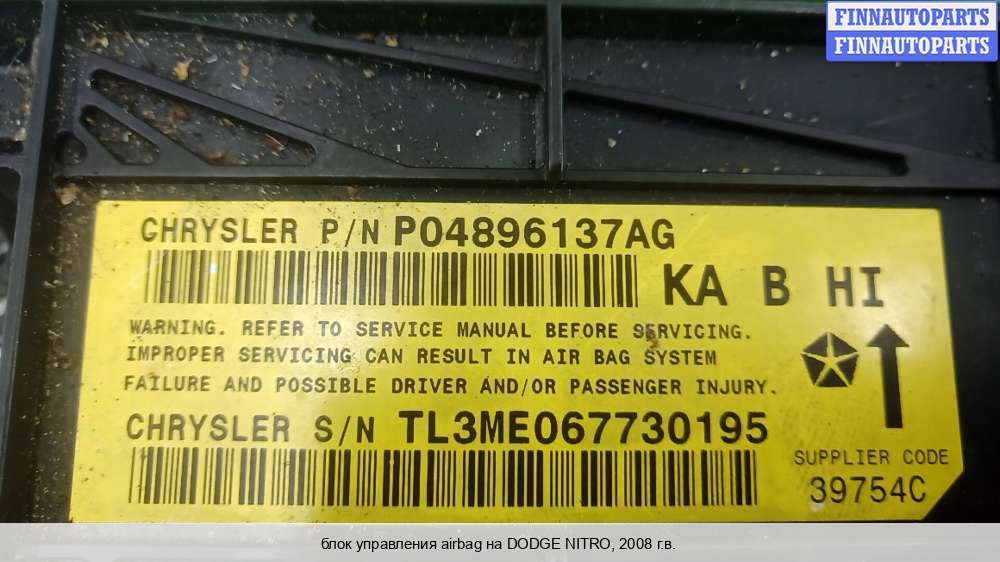 FINNAUTOPARTS
FINNAUTOPARTS
CHRYSLER P/N P04896137AG
KA B HI
WARNING. REFER TO SERVICE MANUAL BEFORE SERVICING.
IMPROPER SERVICING CAN RESULT IN AIR BAG SYSTEM
FAILURE AND POSSIBLE DRIVER AND/OR PASSENGER INJURY.
CHRYSLER S/N TL3ME067730195
SUPPLIER CODE
39754C
блок управления airbag на DODGE NITRO, 2008 г.в.